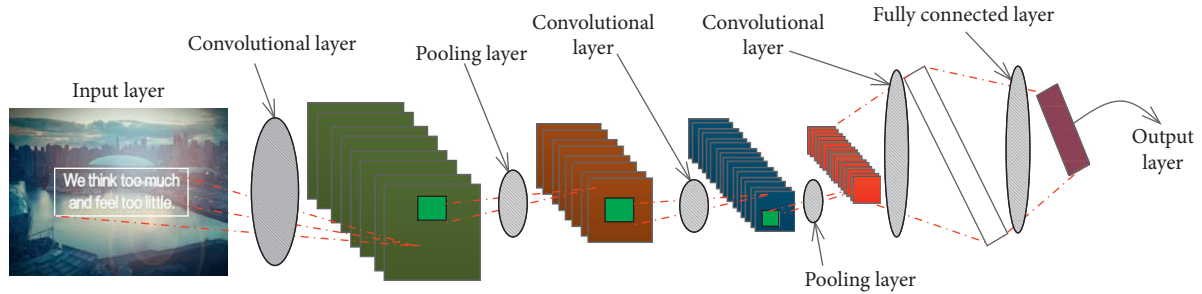 Input layer
We think too much
and feel too little.
Convolutional layer
Pooling layer
Convolutional
layer
Pooling layer
Convolutional
layer
Fully connected layer
Output
layer